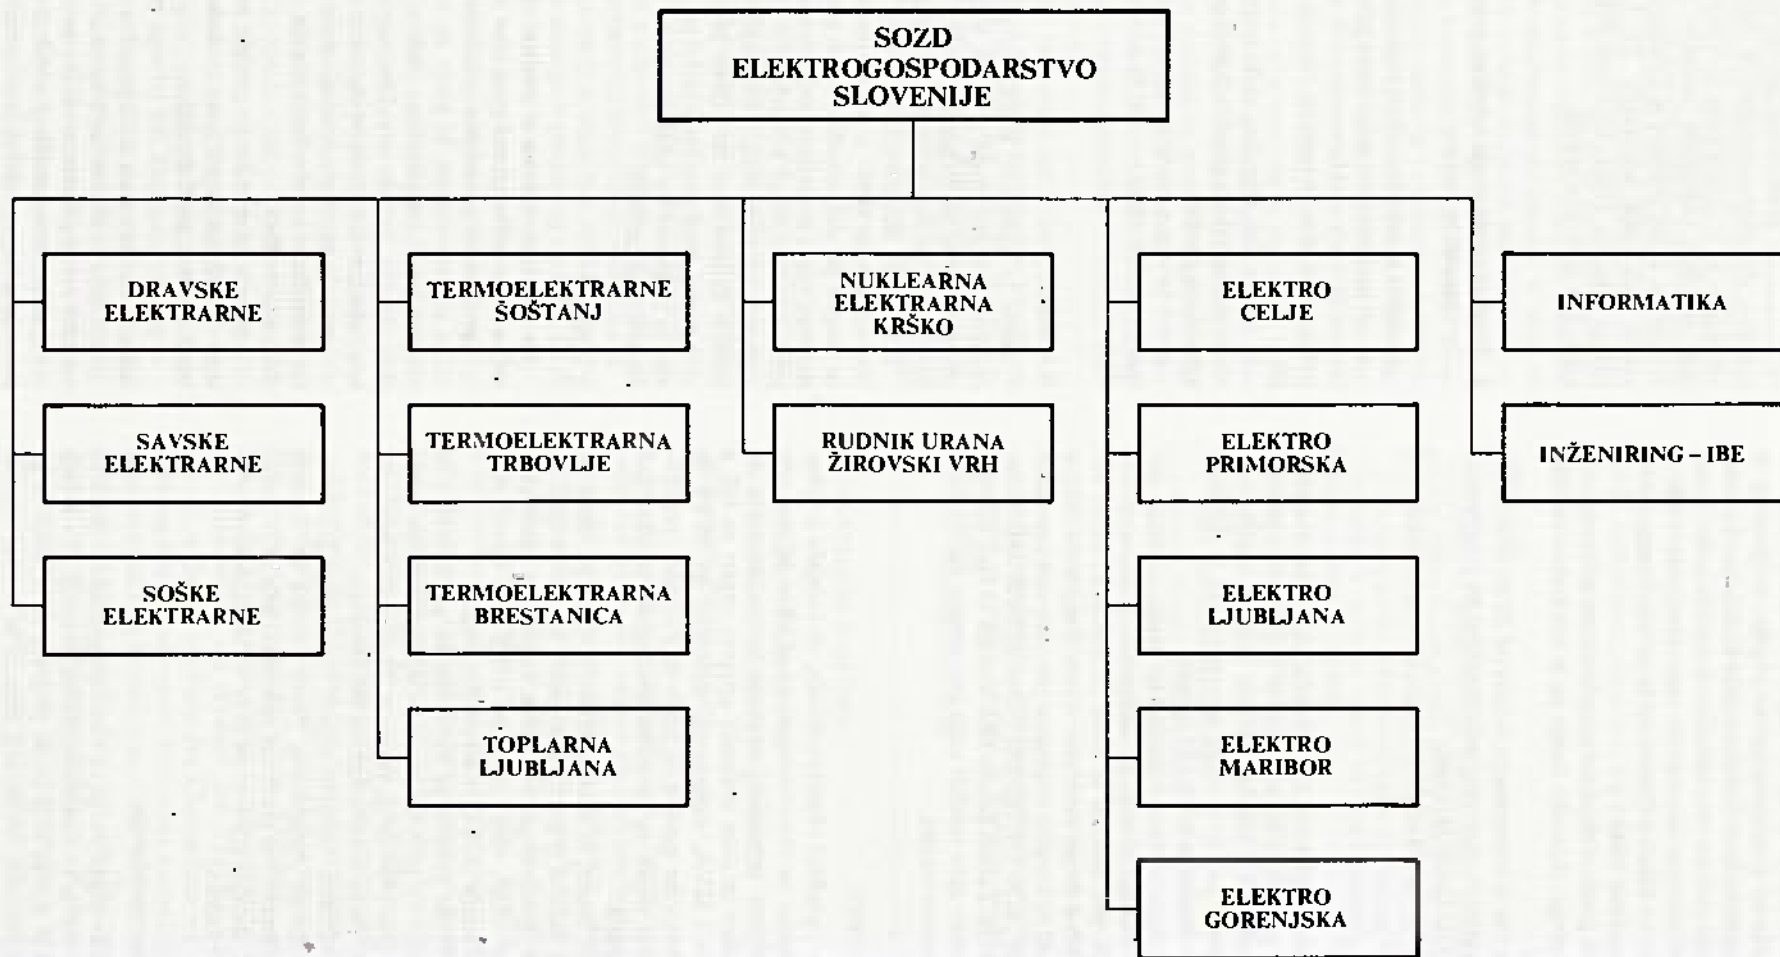 SOZD
ELEKTROGOSPODARSTVO
SLOVENIJE
DRAVSKE
ELEKTRARNE
SAVSKE
ELEKTRARNE
SOŠKE
ELEKTRARNE
TERMOELEKTRARNE
ŠOŠTANJ
TERMOELEKTRARNA
TRBOVLJE
TERMOELEKTRARNA
BRESTANICA
TOPLARNA
LJUBLJANA
NUKLEARNA
ELEKTRARNA
KRŠKO
RUDNIK URANA
ŽIROVSKI VRH
ELEKTRO
CELJE
ELEKTRO
PRIMORSKA
ELEKTRO
LJUBLJANA
ELEKTRO
MARIBOR
ELEKTRO
GORENJSKA
INFORMATIKA
INŽENIRING – IBE